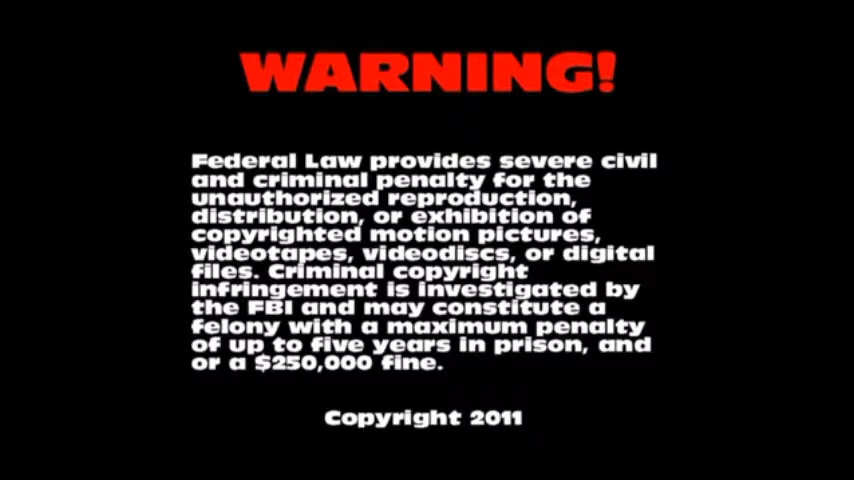 WARNING!
Federal Law provides severe civil
and criminal penalty for the
unauthorized reproduction,
distribution, or exhibition of
copyrighted motion pictures,
videotapes, videodiscs, or digital
files. Criminal copyright
infringement is investigated by
the FBI and may constitute a
felony with a maximum penalty
of up to five years in prison, and
or a $250,000 fine.
Copyright 2011